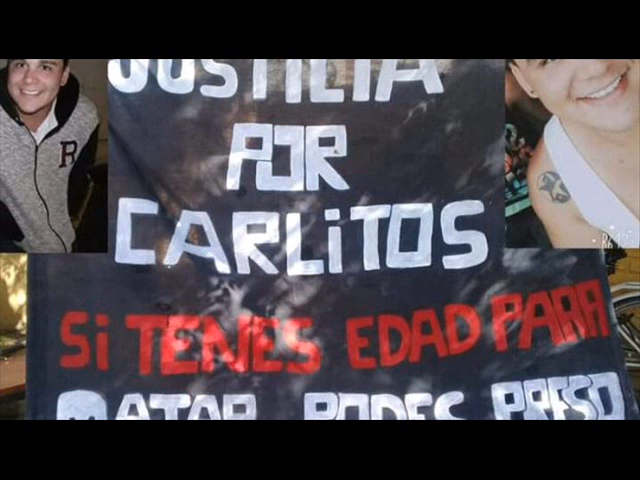 JUSTICIA
POR
CARLiTOS
Si TENES EDAD PARA
MATAR PODES PRESO
R